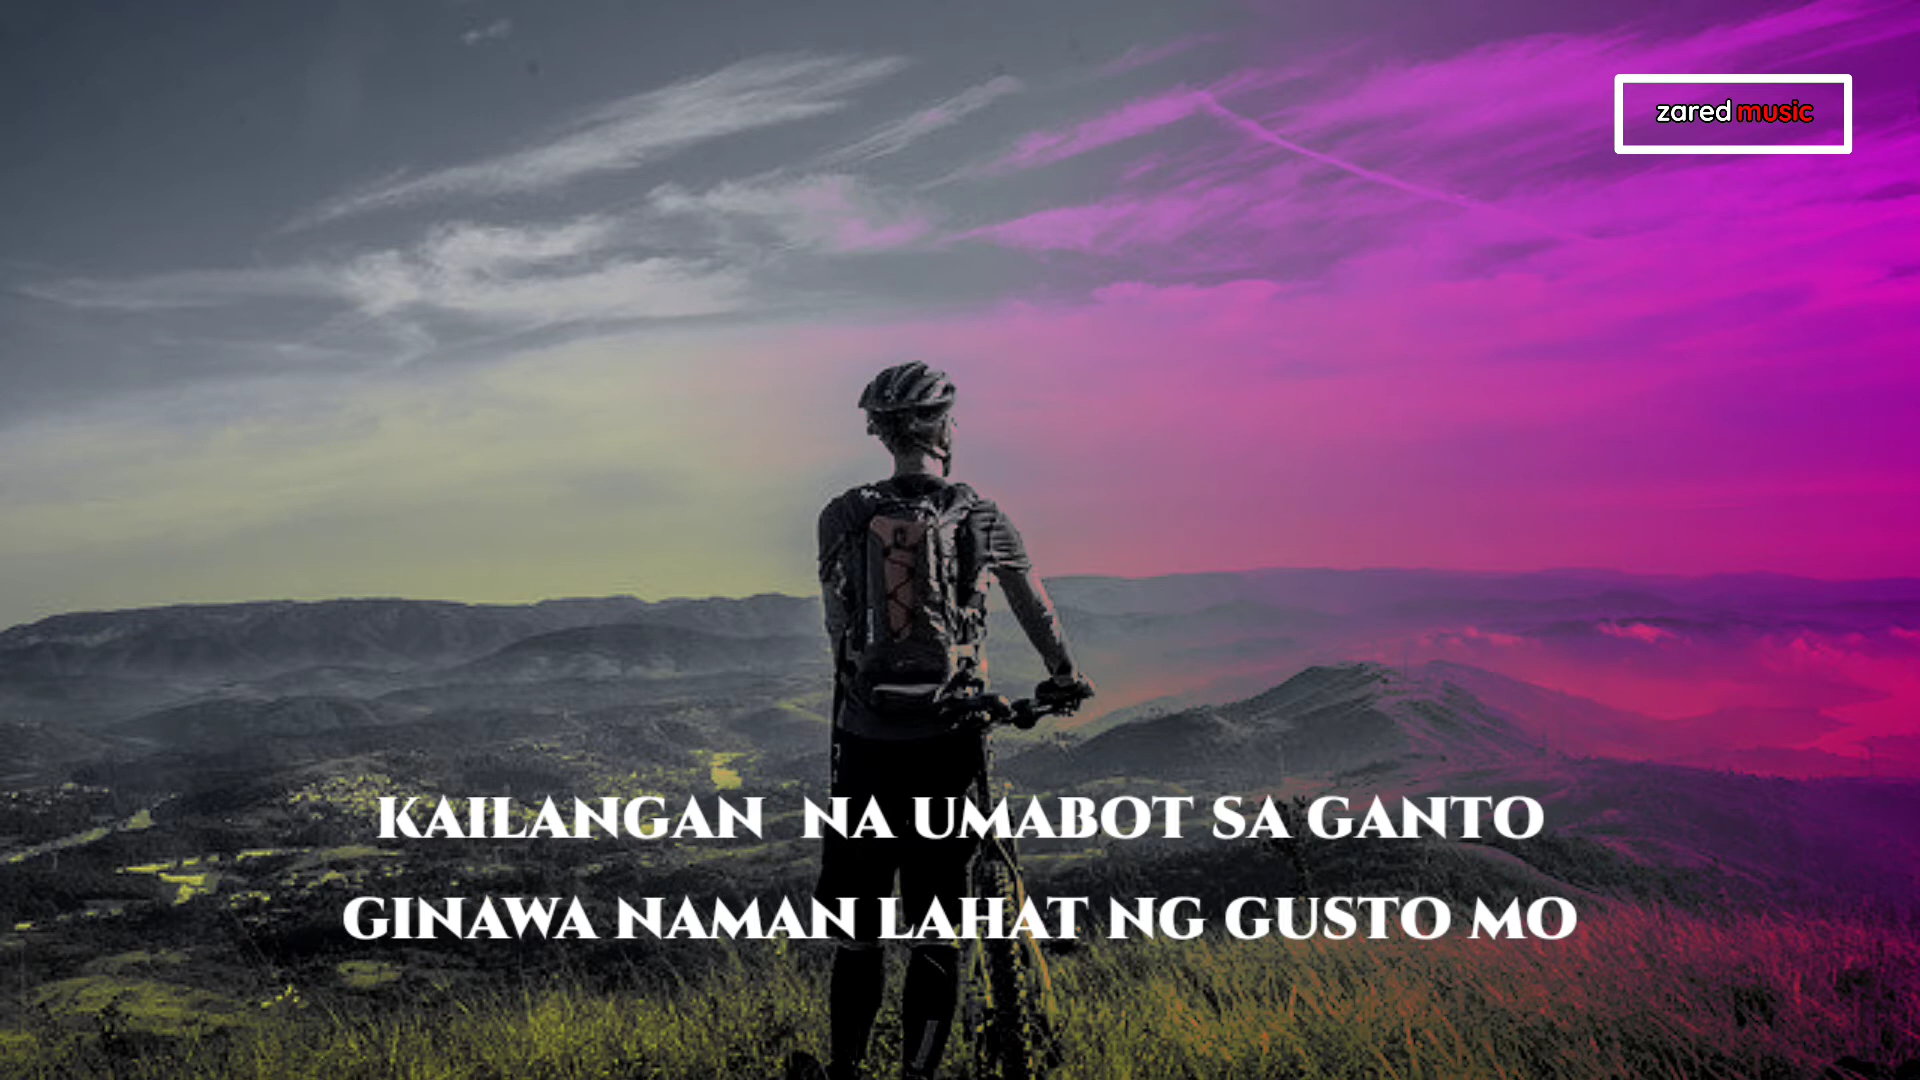 zared music
KAILANGAN NA UMABOT SA GANTO
GINAWA NAMAN LAHAT NG GUSTO MO